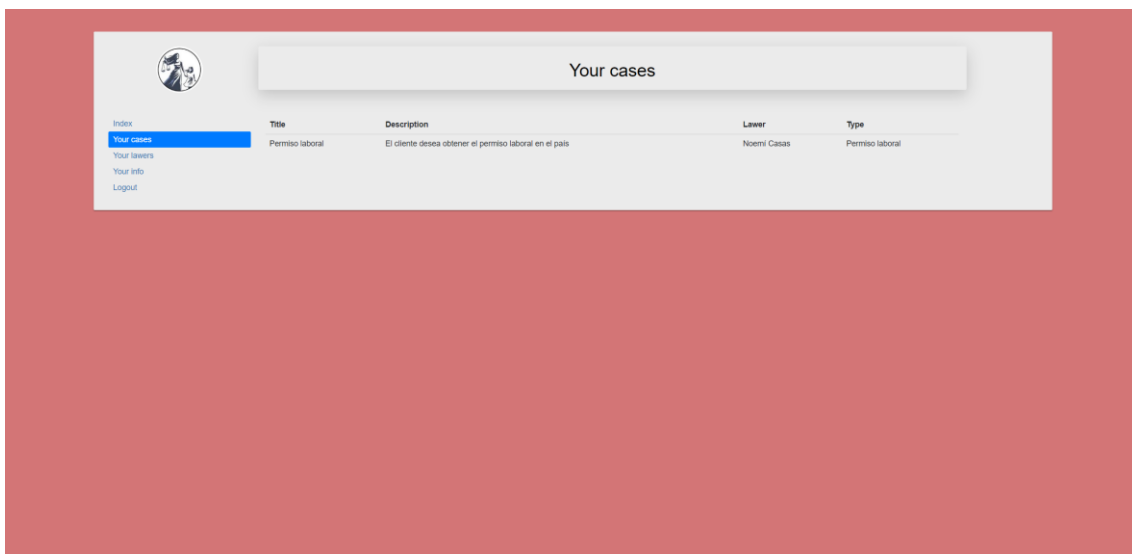 Your cases
Index
Your cases
Your lawers
Your info
Logout
Title Description Lawer Type
Permiso laboral El cliente desea obtener el permiso laboral en el país Noemí Casas Permiso laboral